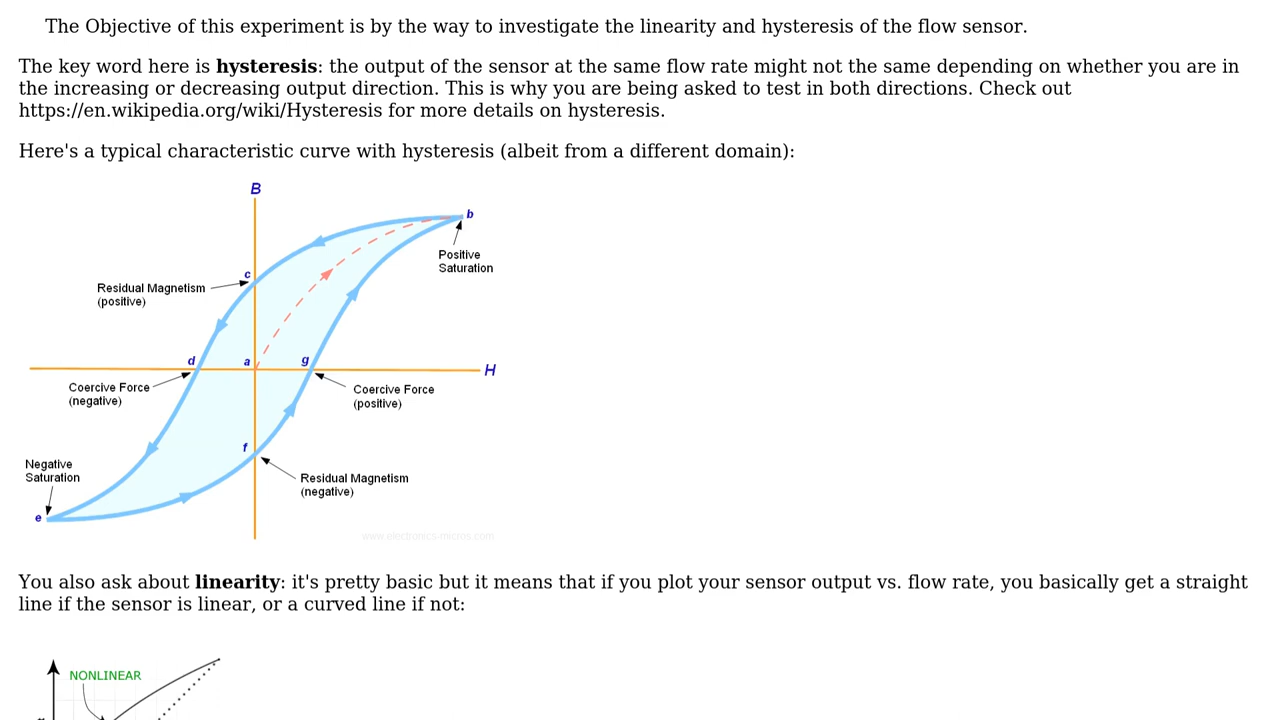 The Objective of this experiment is by the way to investigate the linearity and hysteresis of the flow sensor.
The key word here is hysteresis: the output of the sensor at the same flow rate might not the same depending on whether you are in
the increasing or decreasing output direction. This is why you are being asked to test in both directions. Check out
https://en.wikipedia.org/wiki/Hysteresis for more details on hysteresis.
Here's a typical characteristic curve with hysteresis (albeit from a different domain):
B
b
Positive
Saturation
c
Residual Magnetism
(positive)
d
a
g
H
Coercive Force
(negative)
Coercive Force
(positive)
f
Negative
Saturation
Residual Magnetism
(negative)
e
www.electronics-micros.com
You also ask about linearity: it's pretty basic but it means that if you plot your sensor output vs. flow rate, you basically get a straight
line if the sensor is linear, or a curved line if not:
NONLINEAR